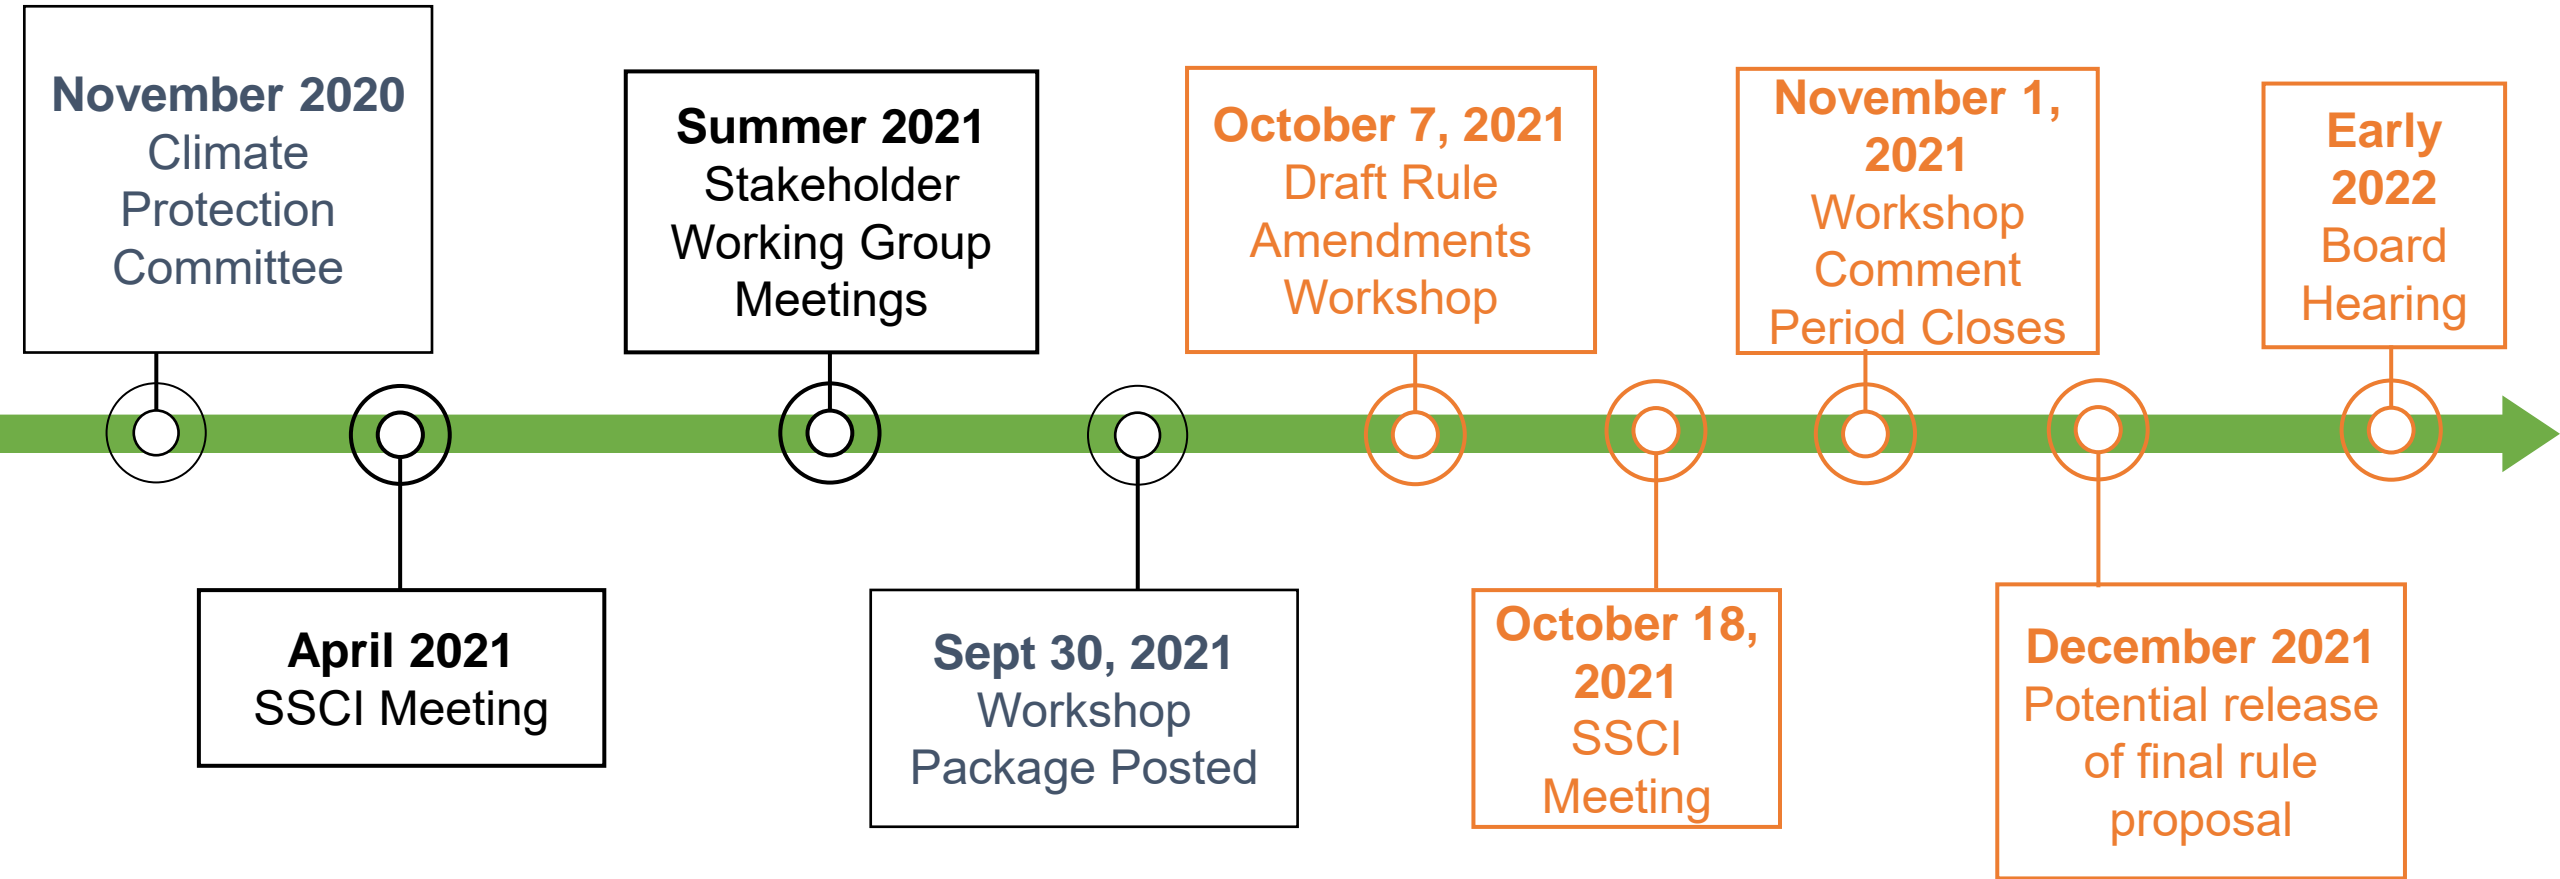 November 2020
Climate
Protection
Committee
April 2021
SSCI Meeting
Summer 2021
Stakeholder
Working Group
Meetings
Sept 30, 2021
Workshop
Package Posted
October 7, 2021
Draft Rule
Amendments
Workshop
October 18,
2021
SSCI
Meeting
November 1,
2021
Workshop
Comment
Period Closes
December 2021
Potential release
of final rule
proposal
Early
2022
Board
Hearing